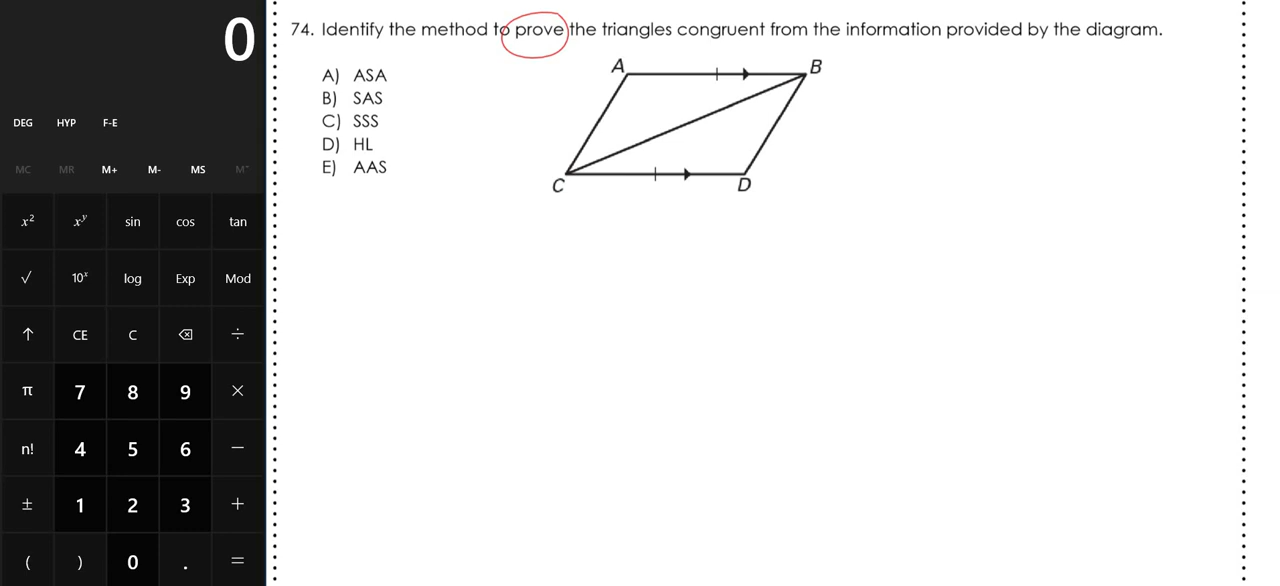 0
DEG HYP F-E
MC MR M+ M- MS M˅
x² xʸ sin cos tan
√ 10ˣ log Exp Mod
↑ CE C ⌫ ÷
π 7 8 9 ×
n! 4 5 6 −
± 1 2 3 +
( ) 0 . =
74. Identify the method to prove the triangles congruent from the information provided by the diagram.
A) ASA
B) SAS
C) SSS
D) HL
E) AAS
A B
C D